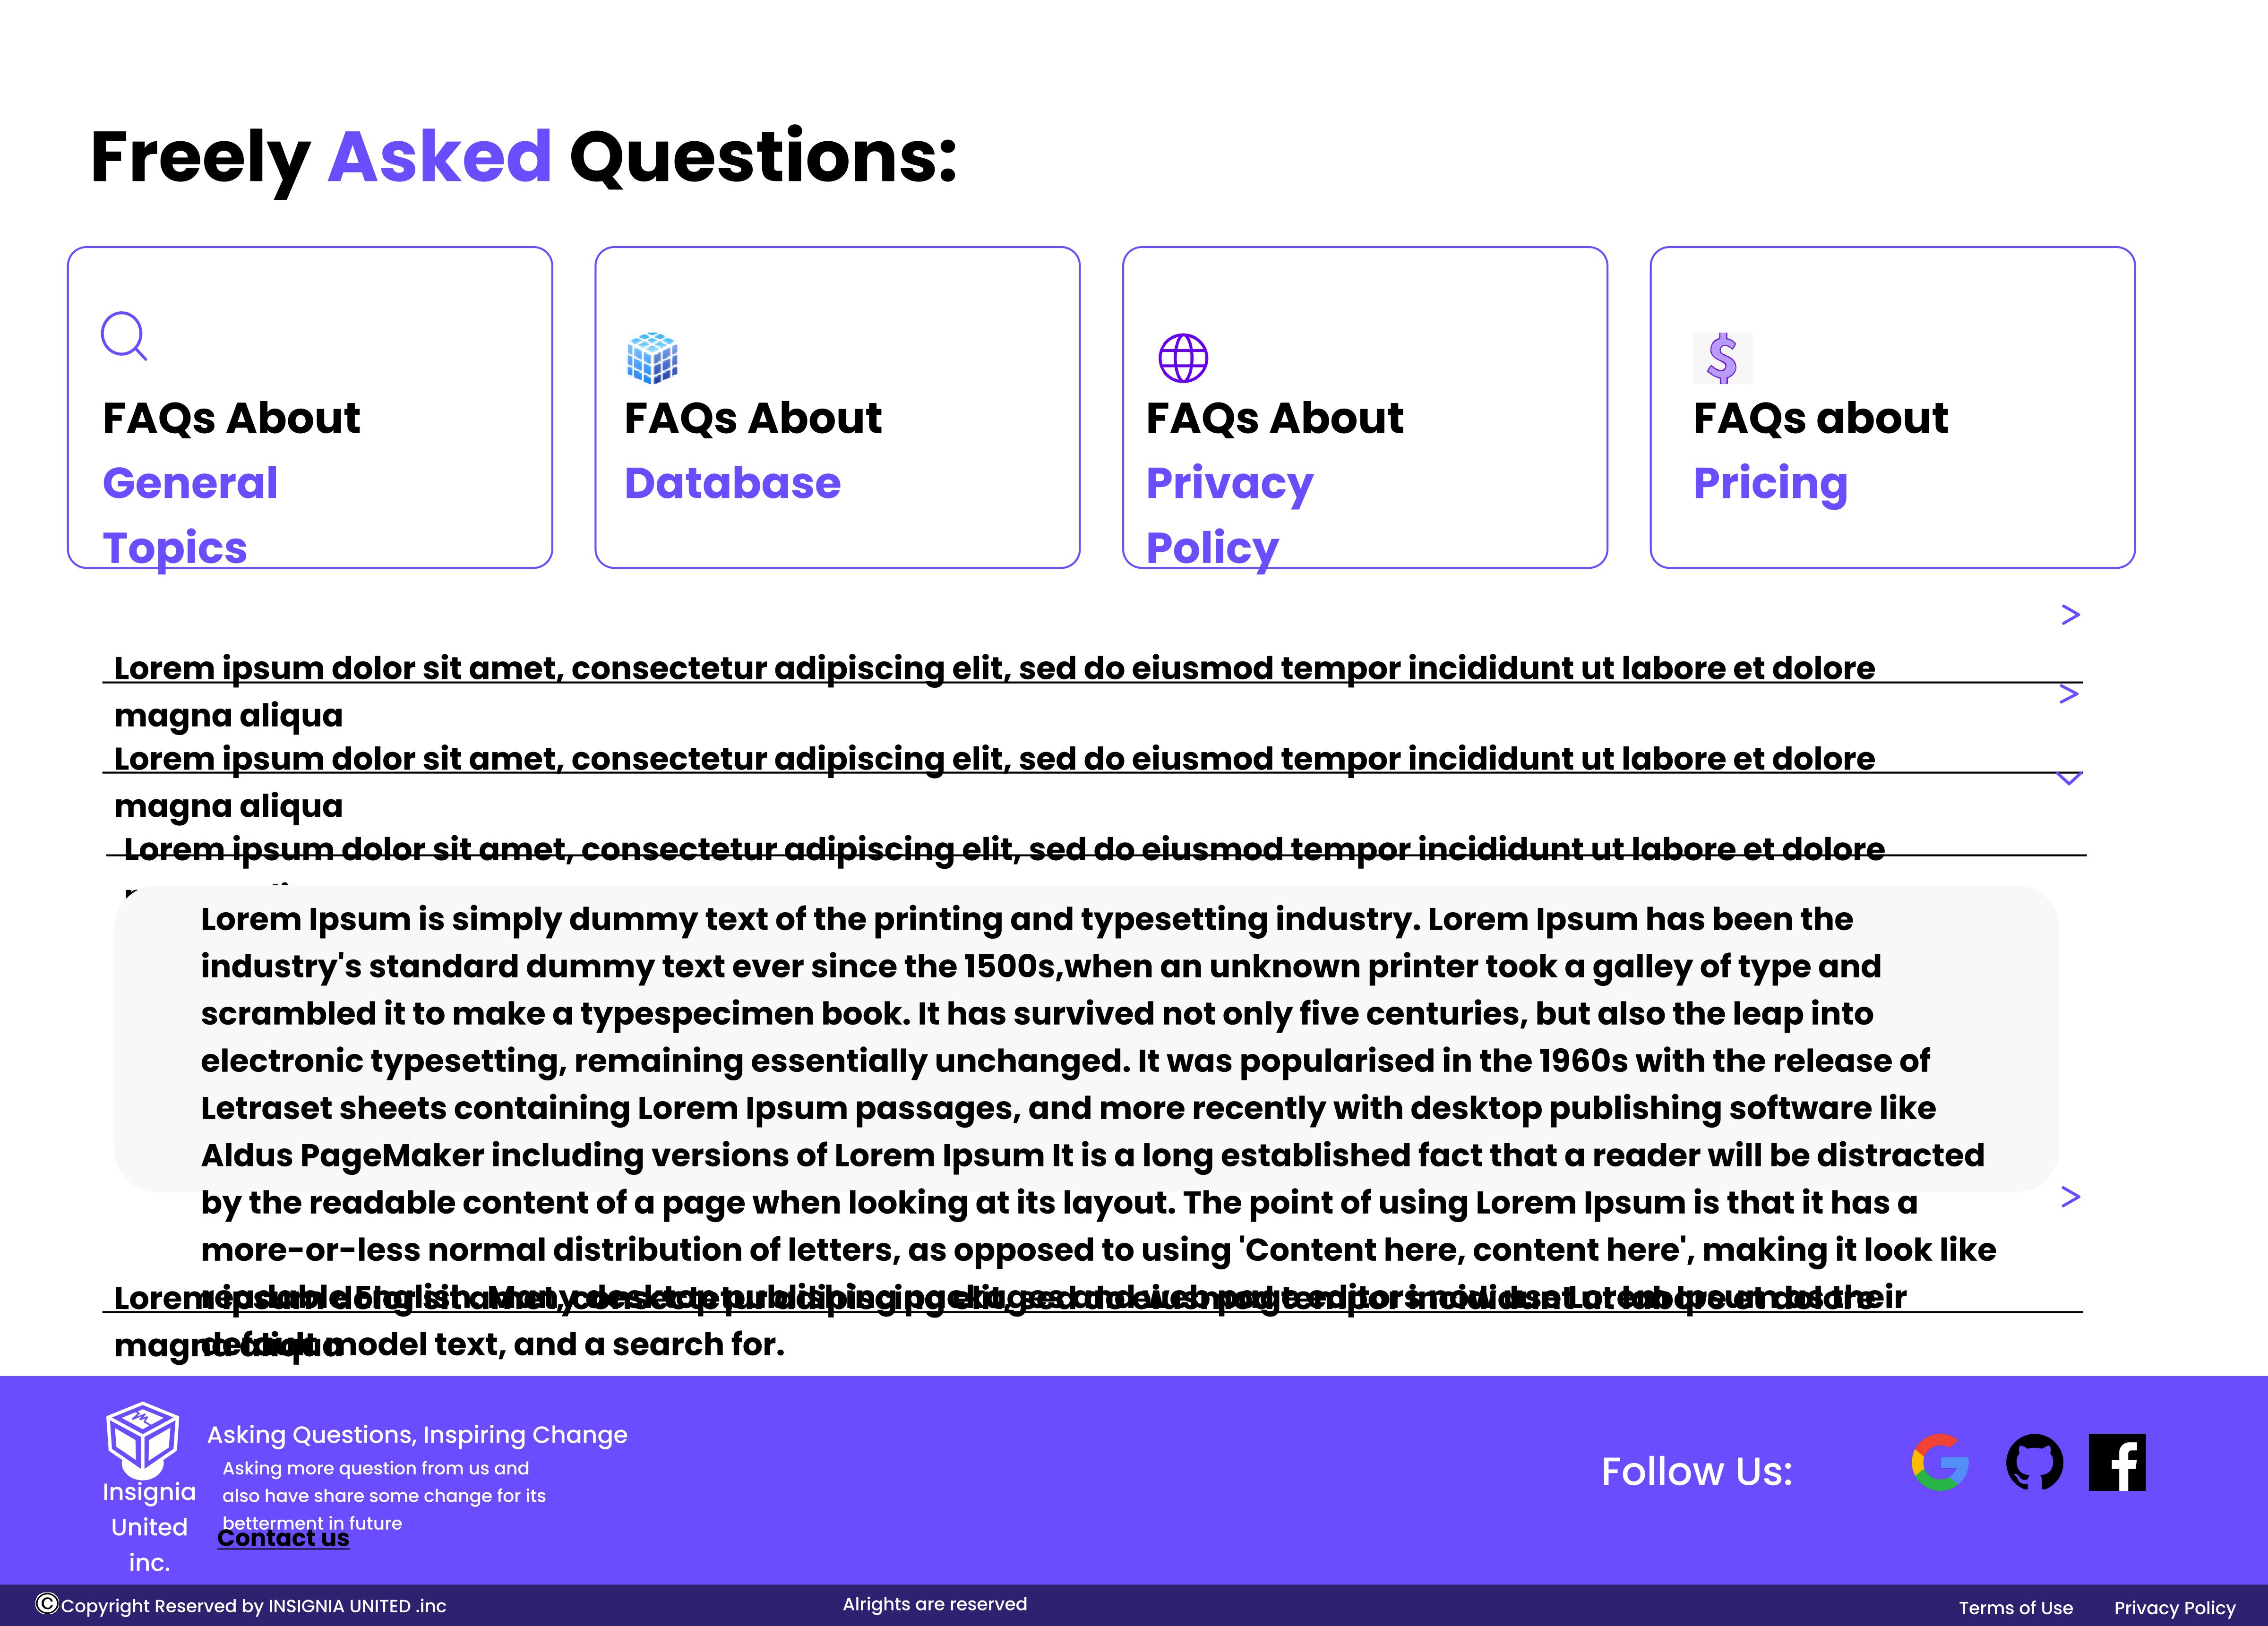 Freely Asked Questions:
FAQs About
General
Topics
FAQs About
Database
FAQs About
Privacy
Policy
FAQs about
Pricing
Lorem ipsum dolor sit amet, consectetur adipiscing elit, sed do eiusmod tempor incididunt ut labore et dolore
magna aliqua
Lorem ipsum dolor sit amet, consectetur adipiscing elit, sed do eiusmod tempor incididunt ut labore et dolore
magna aliqua
Lorem ipsum dolor sit amet, consectetur adipiscing elit, sed do eiusmod tempor incididunt ut labore et dolore
Lorem Ipsum is simply dummy text of the printing and typesetting industry. Lorem Ipsum has been the
industry's standard dummy text ever since the 1500s,when an unknown printer took a galley of type and
scrambled it to make a typespecimen book. It has survived not only five centuries, but also the leap into
electronic typesetting, remaining essentially unchanged. It was popularised in the 1960s with the release of
Letraset sheets containing Lorem Ipsum passages, and more recently with desktop publishing software like
Aldus PageMaker including versions of Lorem Ipsum It is a long established fact that a reader will be distracted
by the readable content of a page when looking at its layout. The point of using Lorem Ipsum is that it has a
more-or-less normal distribution of letters, as opposed to using 'Content here, content here', making it look like
readable English. Many desktop publishing packages and web page editors now use Lorem Ipsum as their
Lorem ipsum dolor sit amet, consectetur adipiscing elit, sed do eiusmod tempor incididunt ut labore et dolore
default model text, and a search for.
magna aliqua
Insignia
United
inc.
Asking Questions, Inspiring Change
Asking more question from us and
also have share some change for its
betterment in future
Contact us
Follow Us:
©Copyright Reserved by INSIGNIA UNITED .inc
Alrights are reserved
Terms of Use
Privacy Policy